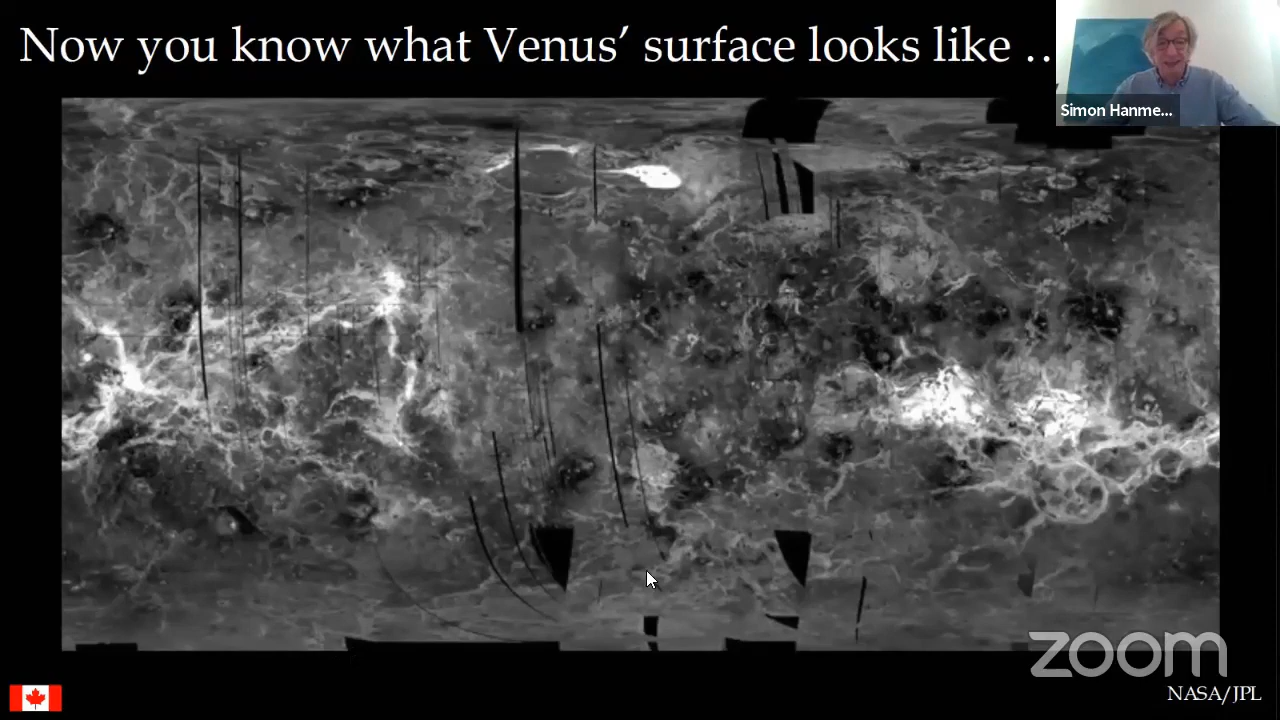 Now you know what Venus’ surface looks like ..
Simon Hanme...
zoom
NASA/JPL